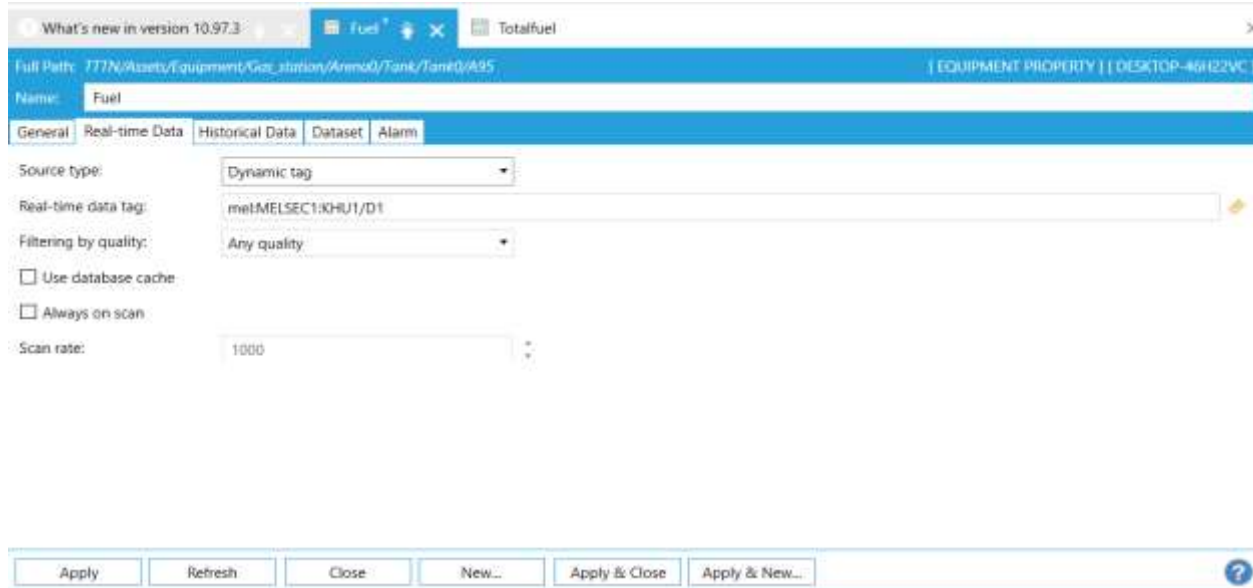 What's new in version 10.97.3
Fuel*
Totalfuel
Full Path: 777N/Assets/Equipment/Gas_station/Arena0/Tank/Tank0/A95
[ EQUIPMENT PROPERTY ] [ DESKTOP-46H22VC ]
Name: Fuel
General Real-time Data Historical Data Dataset Alarm
Source type: Dynamic tag
Real-time data tag: mel:MELSEC1:KHU1/D1
Filtering by quality: Any quality
Use database cache
Always on scan
Scan rate: 1000
Apply Refresh Close New... Apply & Close Apply & New... ?